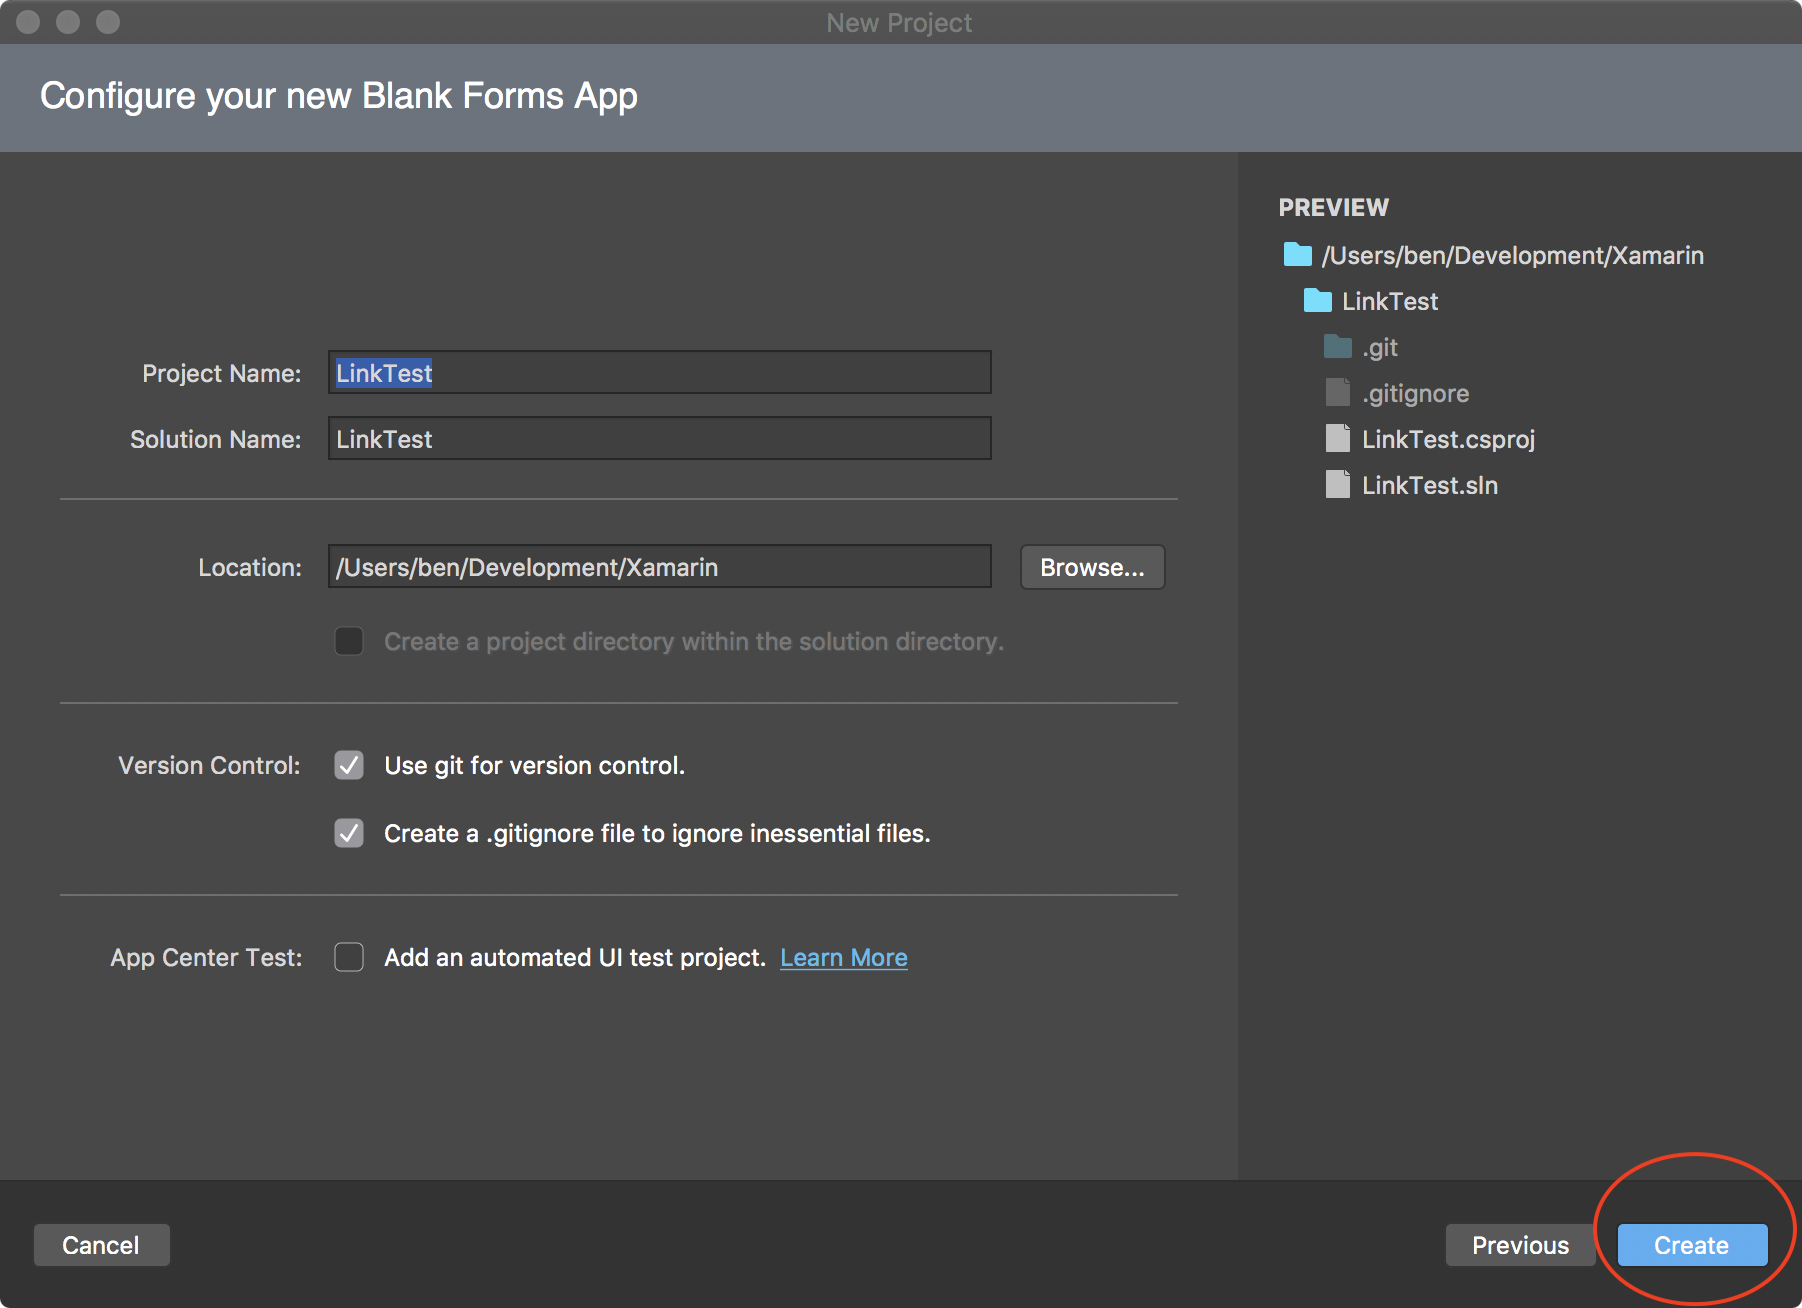 New Project
Configure your new Blank Forms App
Project Name: LinkTest
Solution Name: LinkTest
Location: /Users/ben/Development/Xamarin Browse...
Create a project directory within the solution directory.
Version Control: Use git for version control.
Create a .gitignore file to ignore inessential files.
App Center Test: Add an automated UI test project. Learn More
PREVIEW
/Users/ben/Development/Xamarin
LinkTest
.git
.gitignore
LinkTest.csproj
LinkTest.sln
Cancel Previous Create